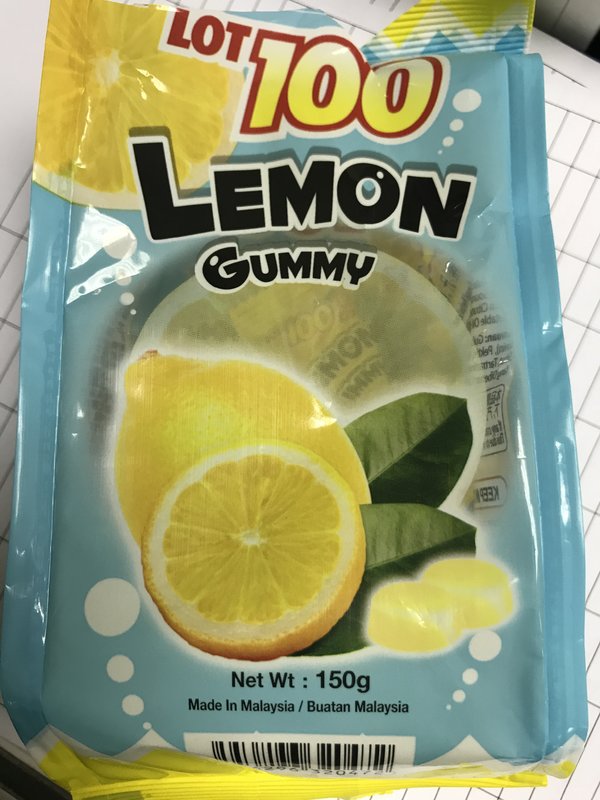 LOT 100
LEMON
GUMMY
Net Wt : 150g
Made In Malaysia / Buatan Malaysia